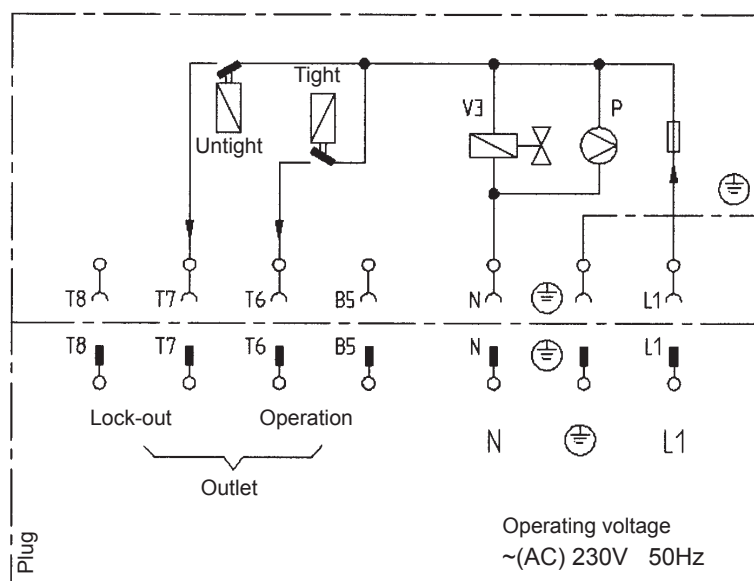 Tight
Untight
V3
P
T8 T7 T6 B5 N L1
T8 T7 T6 B5 N L1
Lock-out Operation N L1
Outlet
Operating voltage
~(AC) 230V 50Hz
Plug